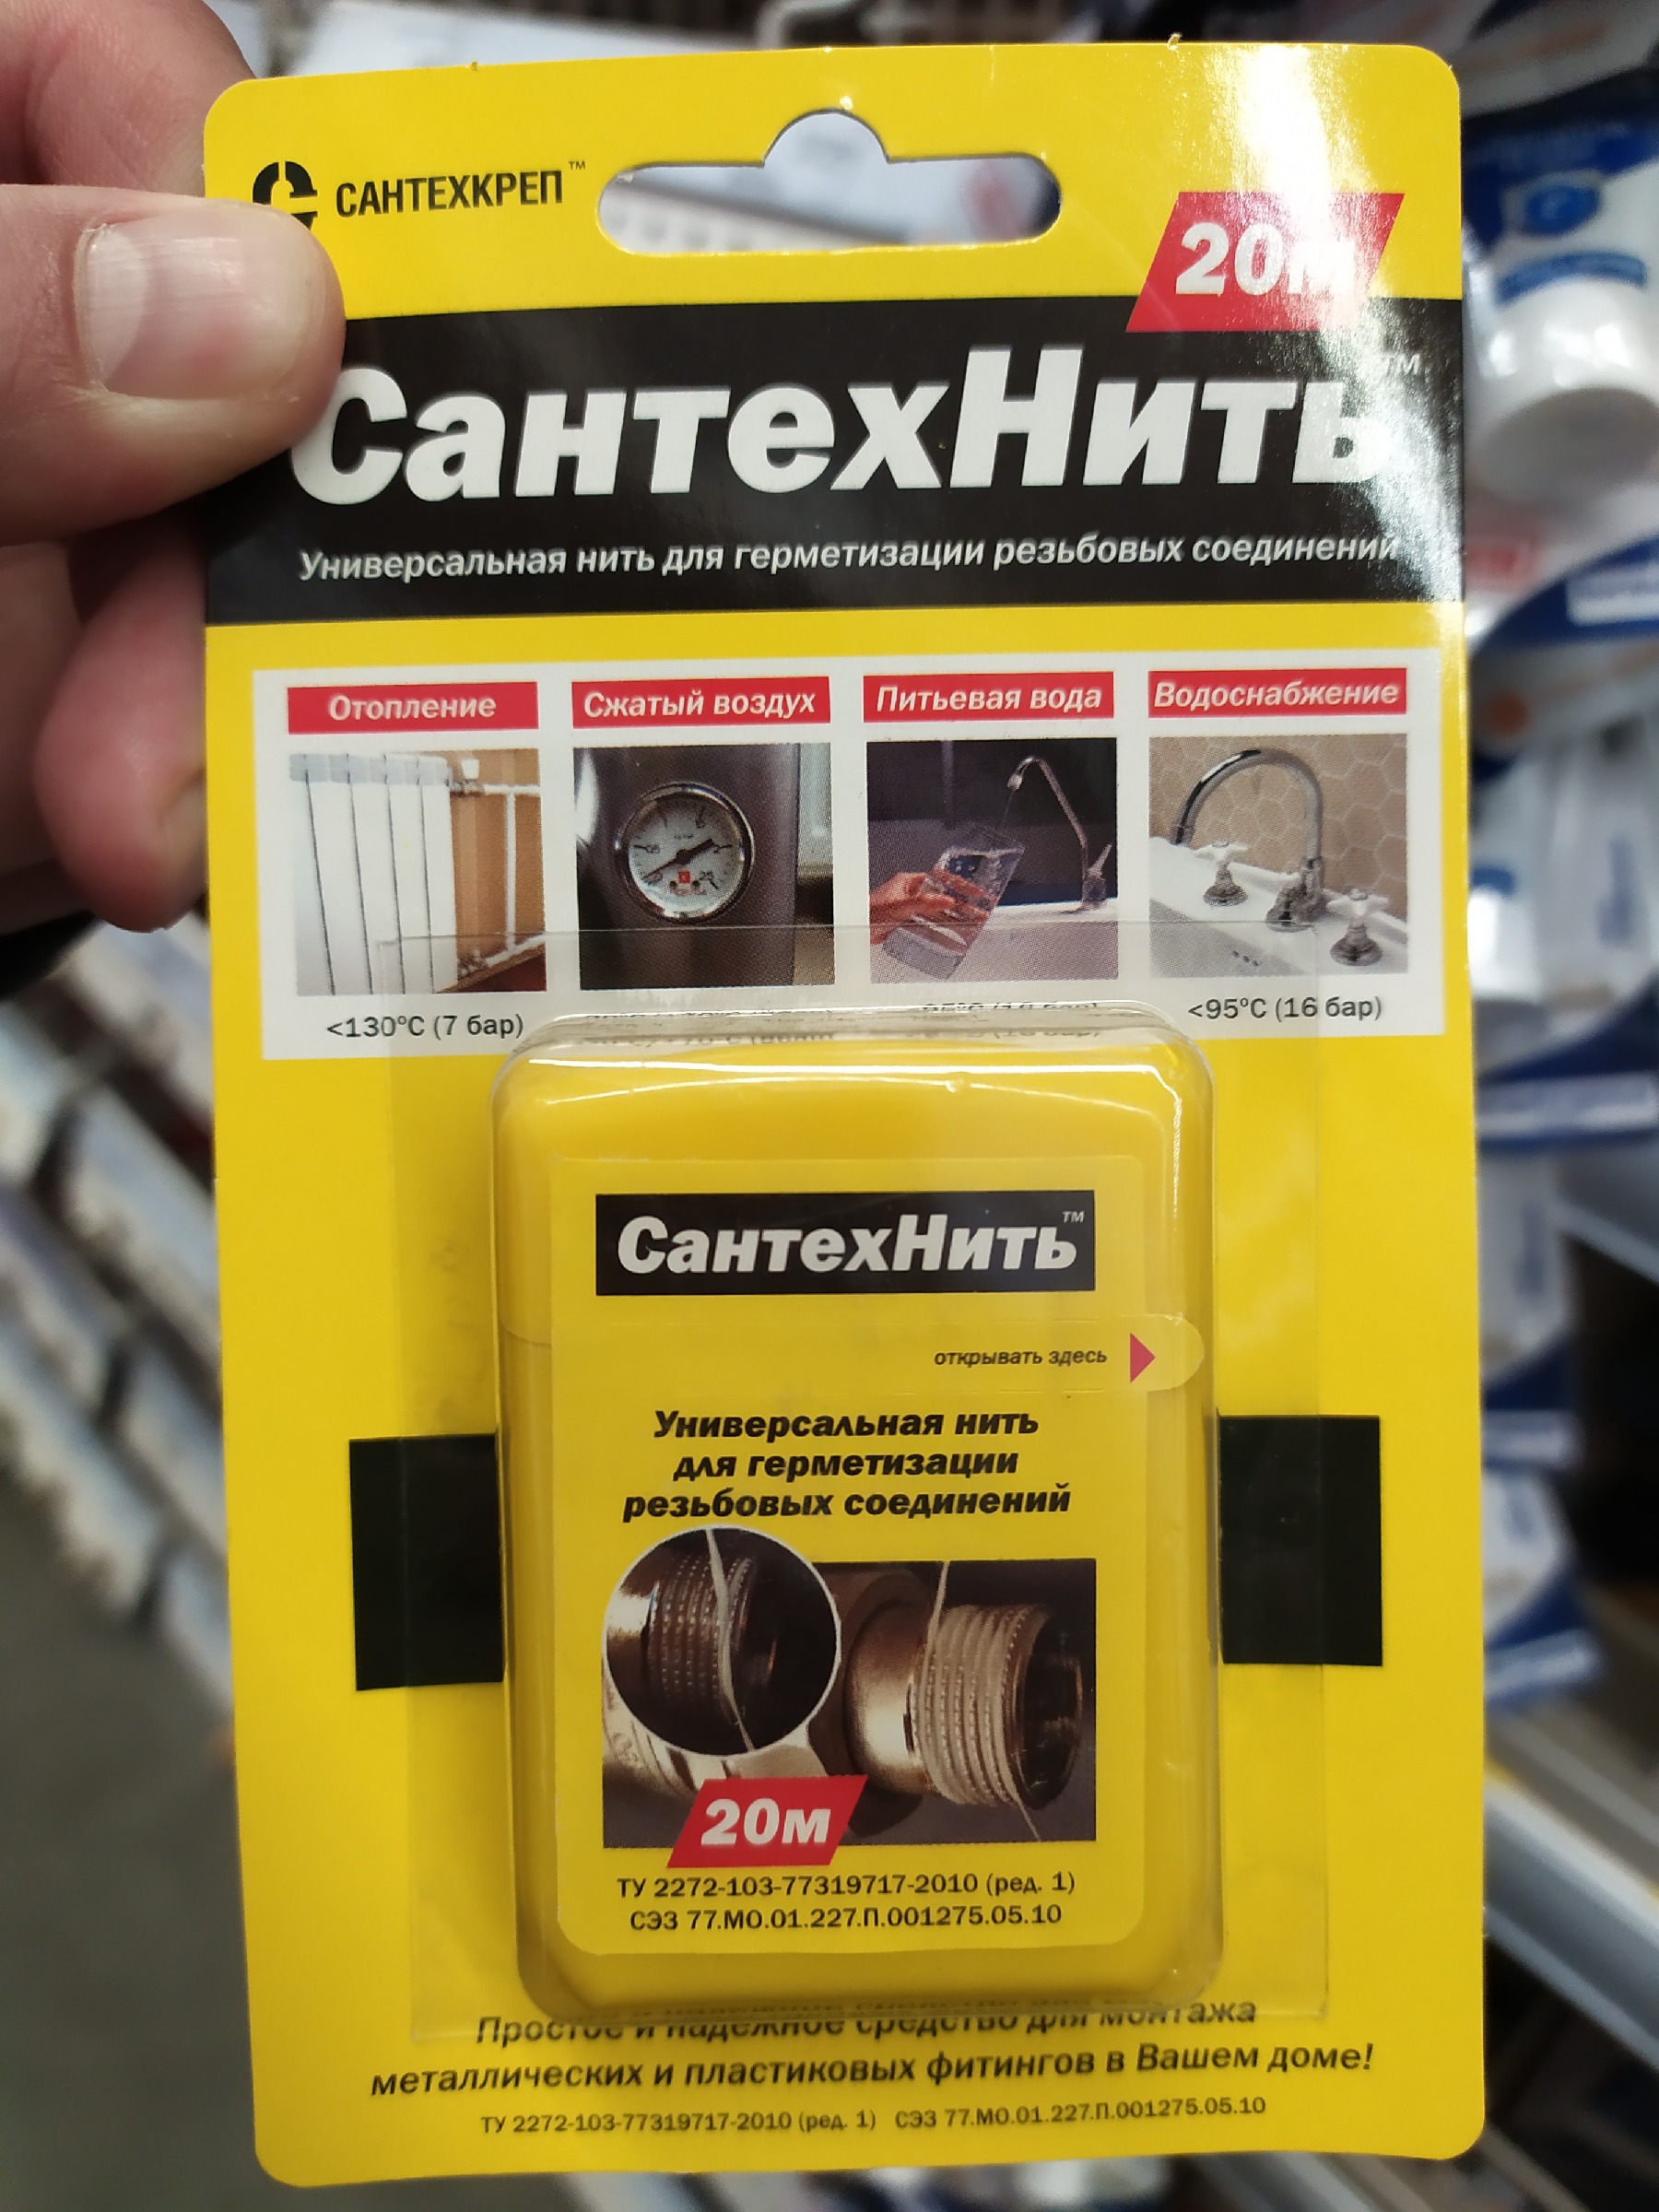 САНТЕХКРЕП™
20м
СантехНить™
Универсальная нить для герметизации резьбовых соединений
Отопление
Сжатый воздух
Питьевая вода
Водоснабжение
<130°C (7 бар)
<95°C (16 бар)
СантехНить™
открывать здесь
Универсальная нить
для герметизации
резьбовых соединений
20м
ТУ 2272-103-77319717-2010 (ред. 1)
СЭЗ 77.МО.01.227.П.001275.05.10
Простое и надежное средство для монтажа
металлических и пластиковых фитингов в Вашем доме!
ТУ 2272-103-77319717-2010 (ред. 1) СЭЗ 77.МО.01.227.П.001275.05.10